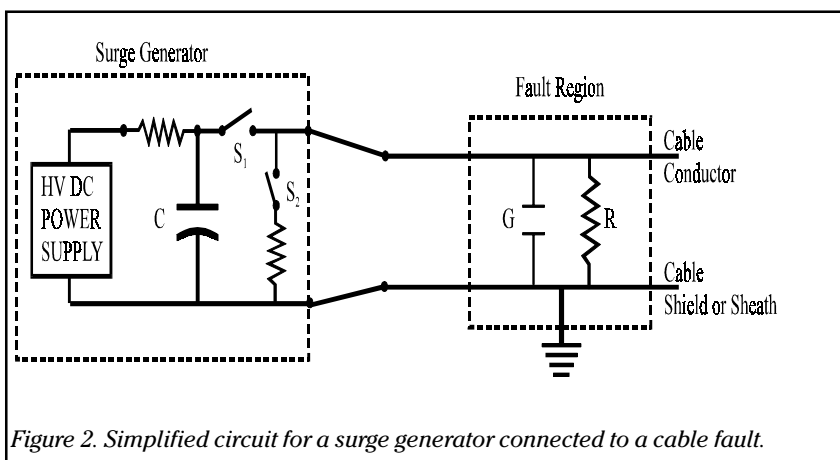 Surge Generator
Fault Region
HV DC
POWER
SUPPLY
C
S1
S2
G
R
Cable
Conductor
Cable
Shield or Sheath
Figure 2. Simplified circuit for a surge generator connected to a cable fault.